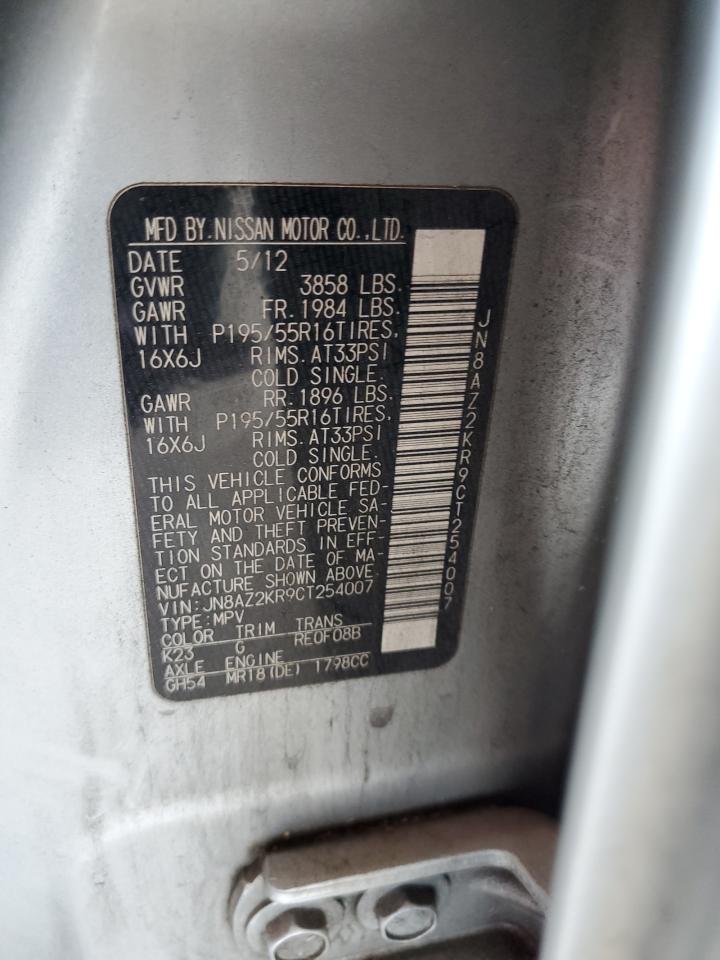 MFD BY.NISSAN MOTOR CO.,LTD.
DATE 5/12
GVWR 3858 LBS.
GAWR FR.1984 LBS.
WITH P195/55R16TIRES,
16X6J RIMS.AT33PSI
COLD SINGLE.
GAWR RR.1896 LBS.
WITH P195/55R16TIRES,
16X6J RIMS.AT33PSI
COLD SINGLE.
THIS VEHICLE CONFORMS
TO ALL APPLICABLE FED-
ERAL MOTOR VEHICLE SA-
FETY AND THEFT PREVEN-
TION STANDARDS IN EFF-
ECT ON THE DATE OF MA-
NUFACTURE SHOWN ABOVE.
VIN:JN8AZ2KR9CT254007
TYPE:MPV
COLOR TRIM TRANS
K23 G RE0F08B
AXLE ENGINE
GH54 MR18(DE) 1798CC
JN8AZ2KR9CT254007